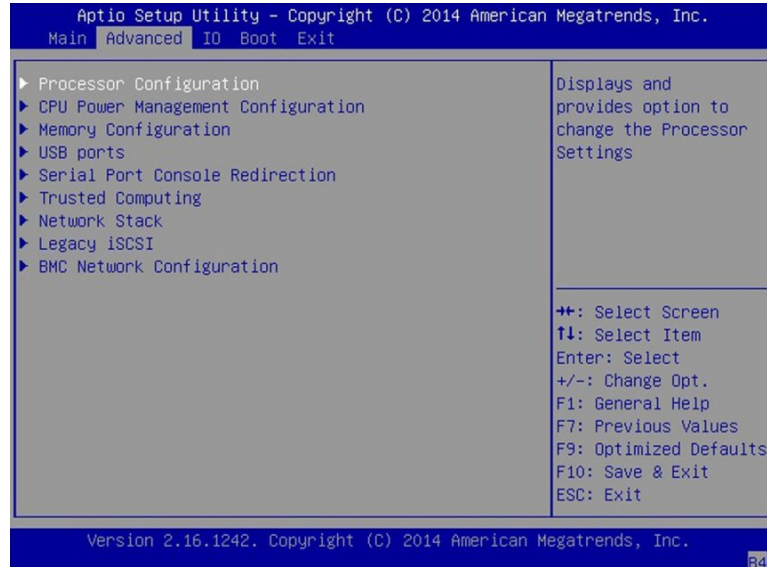 Aptio Setup Utility – Copyright (C) 2014 American Megatrends, Inc.
Main Advanced IO Boot Exit
▶ Processor Configuration
▶ CPU Power Management Configuration
▶ Memory Configuration
▶ USB ports
▶ Serial Port Console Redirection
▶ Trusted Computing
▶ Network Stack
▶ Legacy iSCSI
▶ BMC Network Configuration
Displays and
provides option to
change the Processor
Settings
→←: Select Screen
↑↓: Select Item
Enter: Select
+/-: Change Opt.
F1: General Help
F7: Previous Values
F9: Optimized Defaults
F10: Save & Exit
ESC: Exit
Version 2.16.1242. Copyright (C) 2014 American Megatrends, Inc.
B4